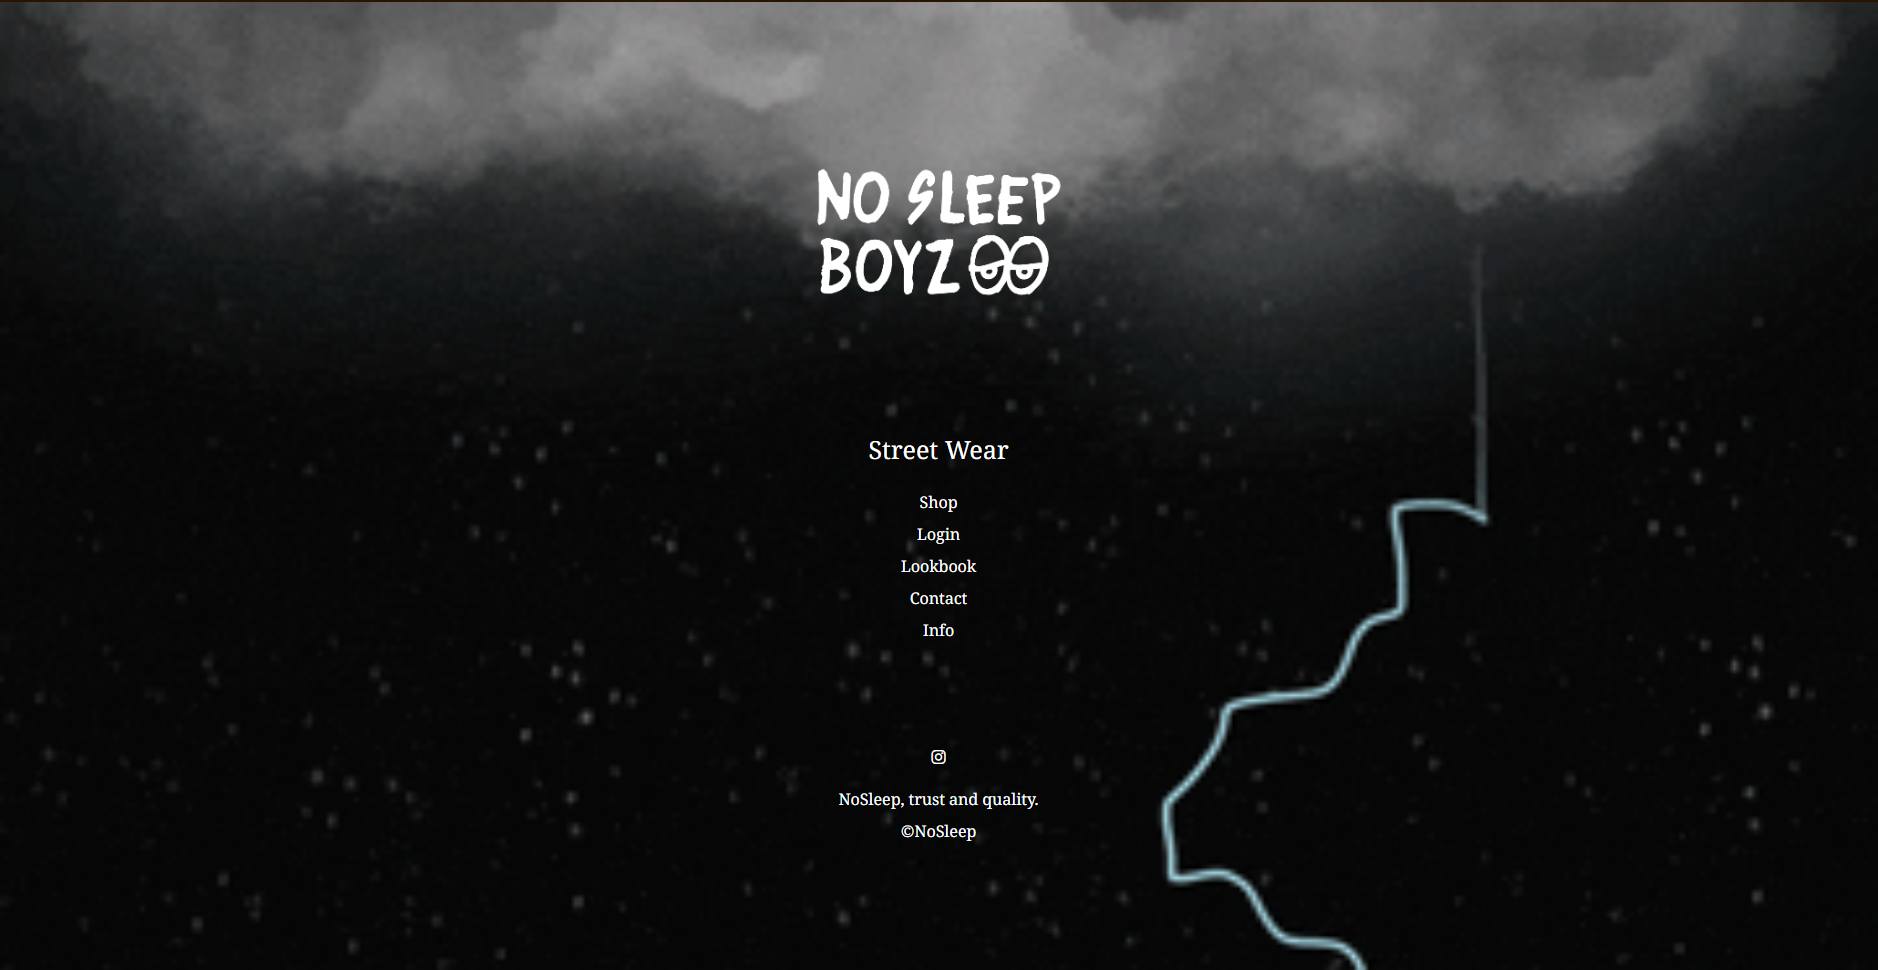 NO SLEEP
BOYZ
Street Wear
Shop
Login
Lookbook
Contact
Info
NoSleep, trust and quality.
©NoSleep